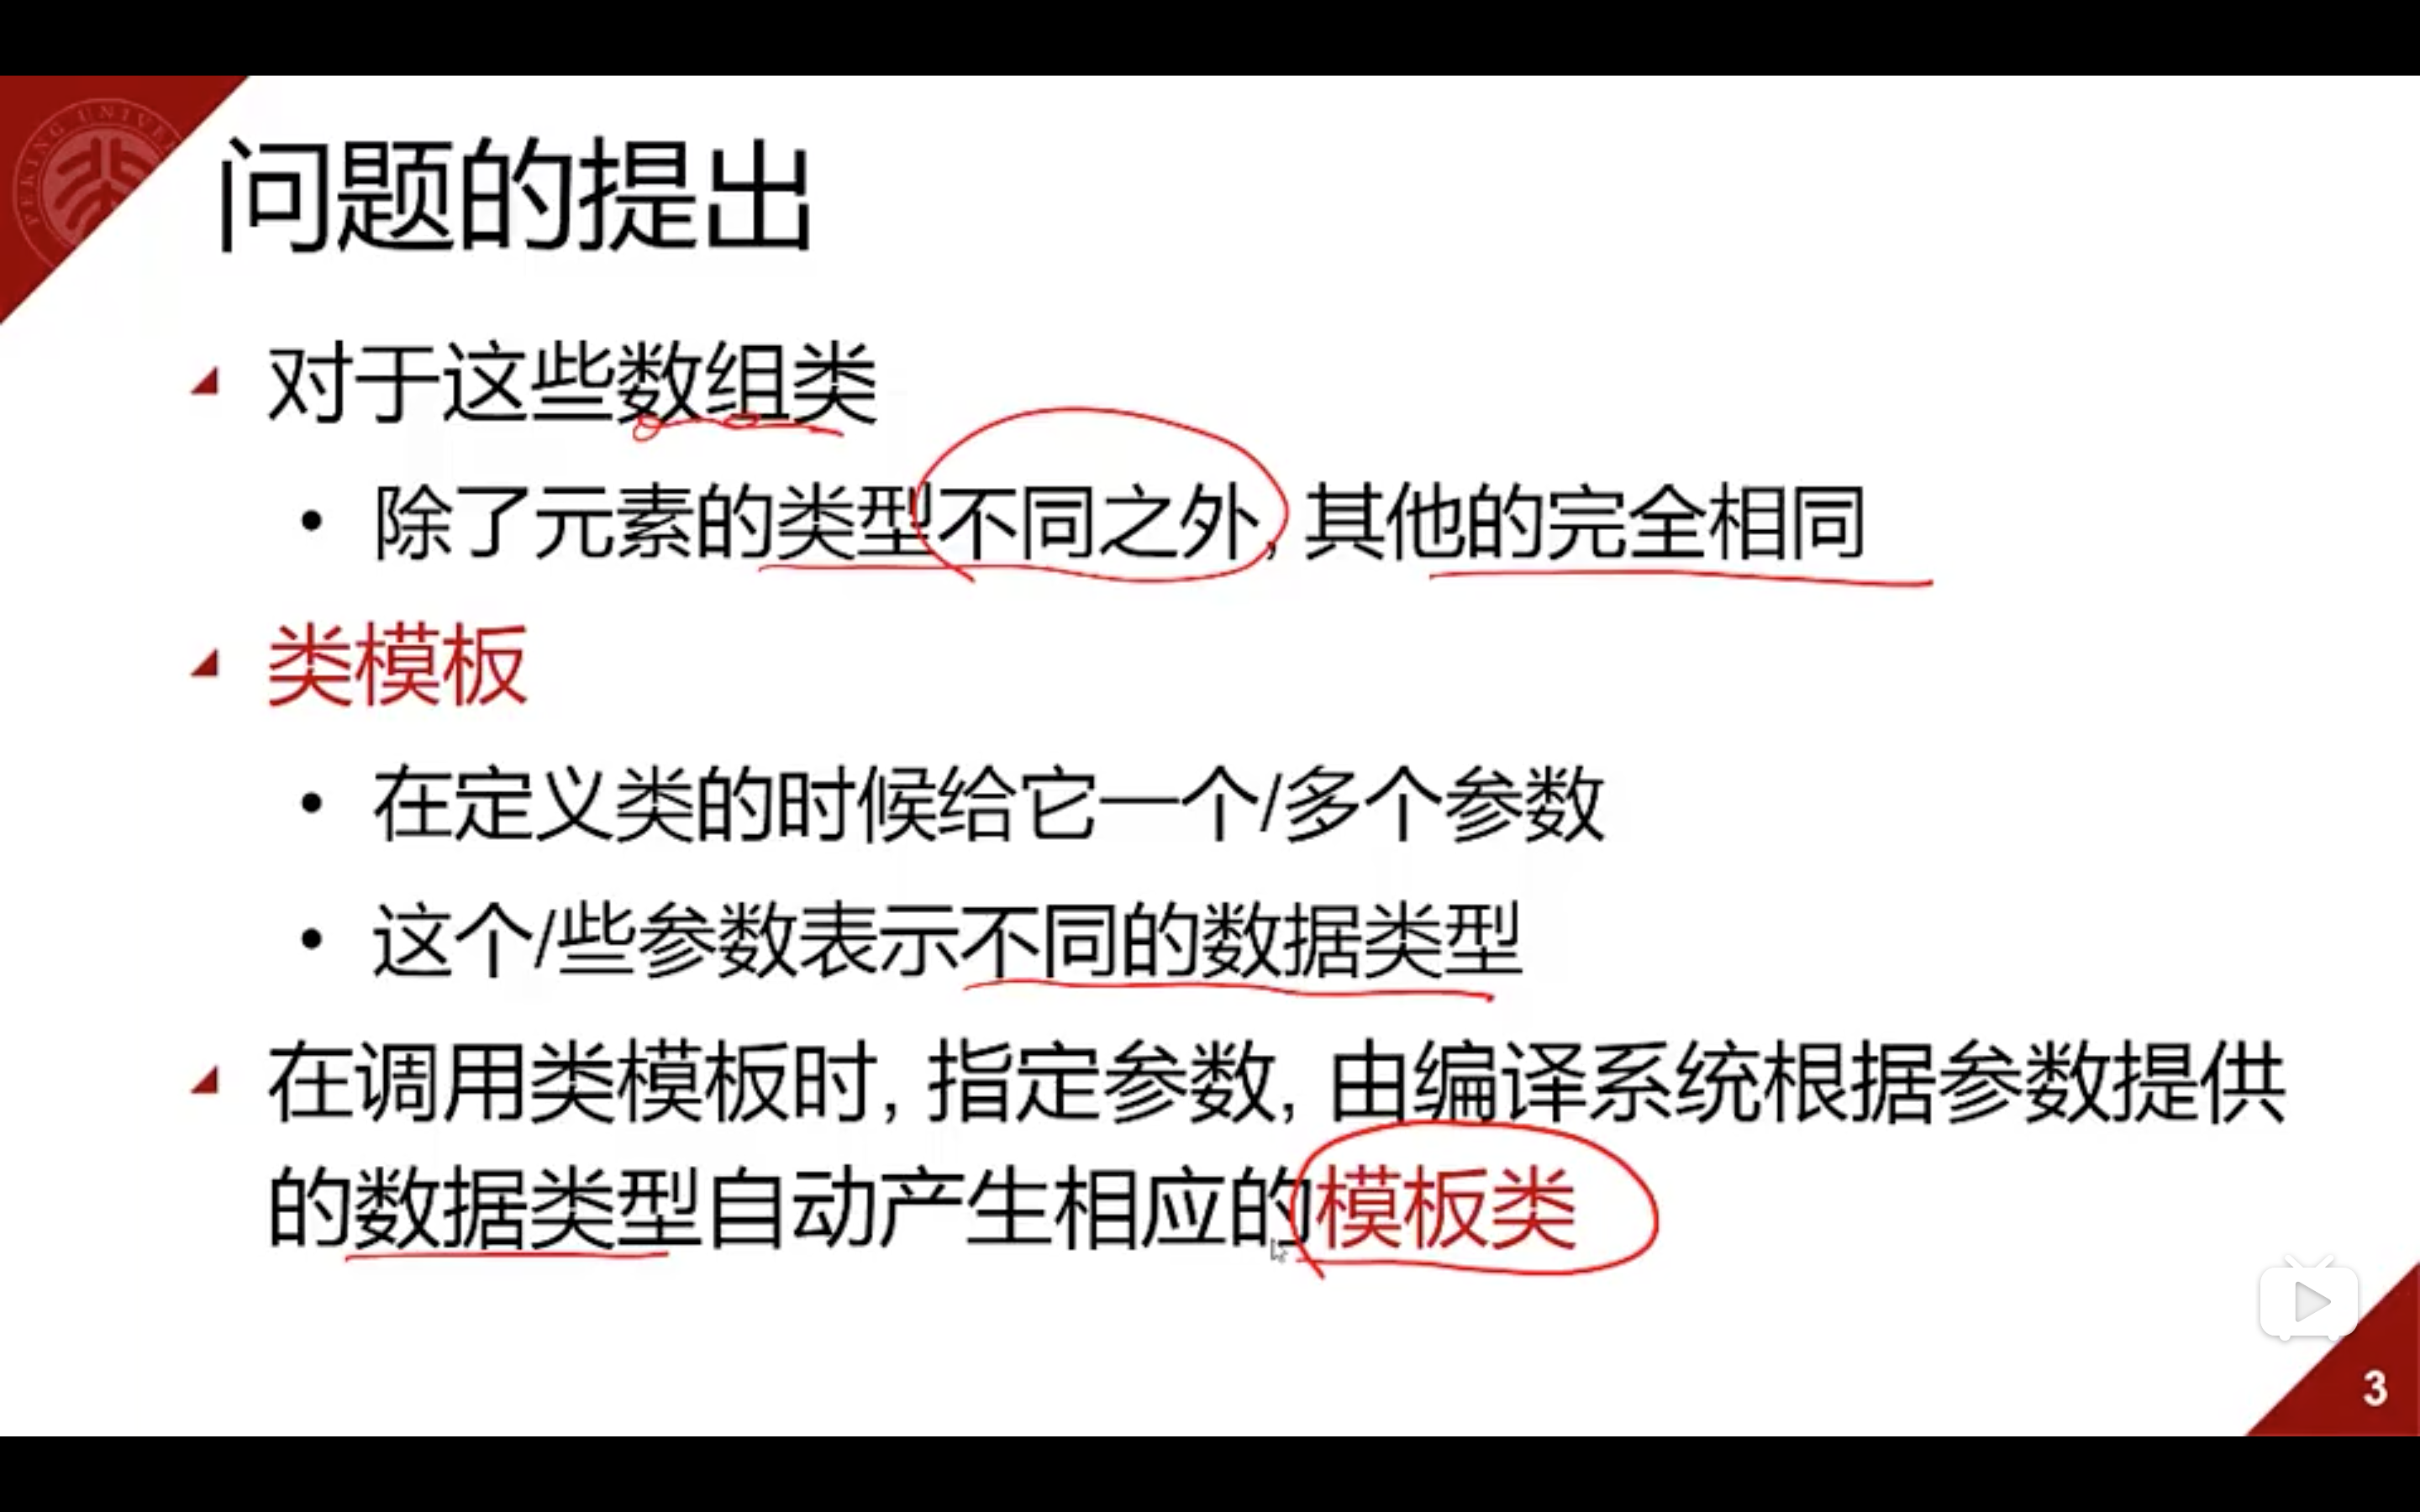 问题的提出
对于这些数组类
除了元素的类型不同之外, 其他的完全相同
类模板
在定义类的时候给它一个/多个参数
这个/些参数表示不同的数据类型
在调用类模板时, 指定参数, 由编译系统根据参数提供
的数据类型自动产生相应的模板类
3